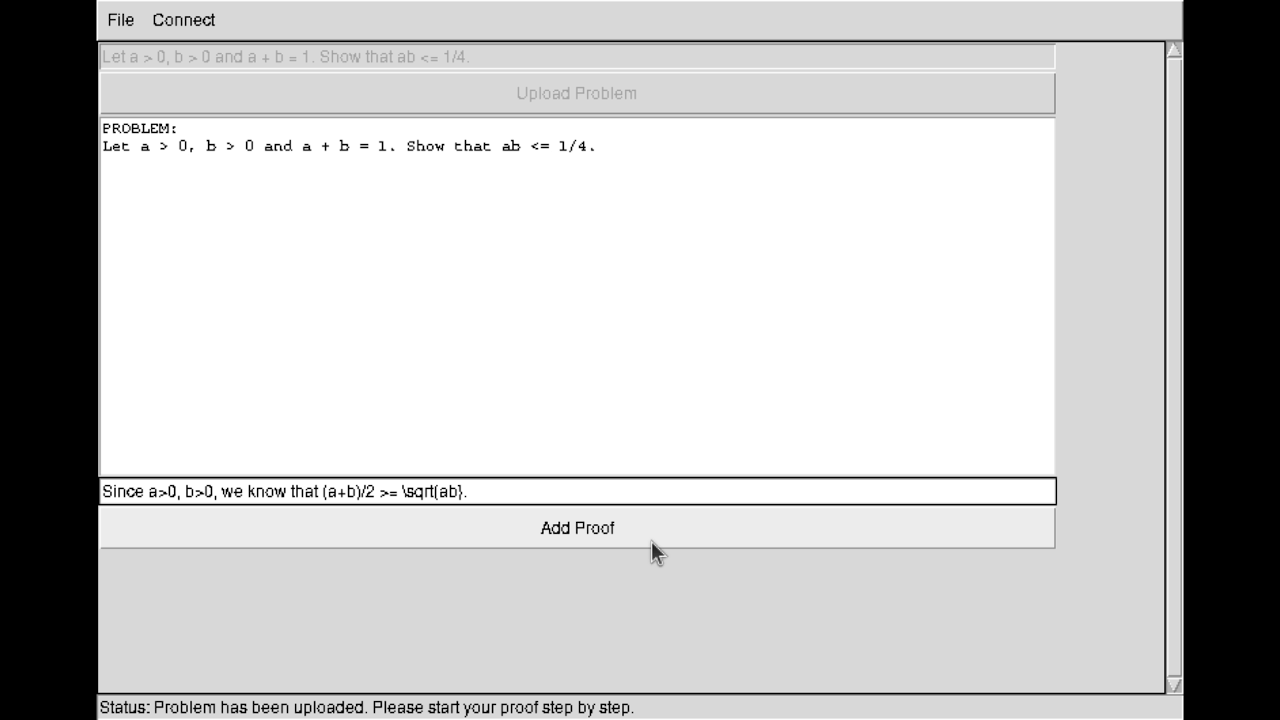 File Connect
Let a > 0, b > 0 and a + b = 1. Show that ab <= 1/4.
Upload Problem
PROBLEM:
Let a > 0, b > 0 and a + b = 1. Show that ab <= 1/4.
Since a>0, b>0, we know that (a+b)/2 >= \sqrt{ab}.
Add Proof
Status: Problem has been uploaded. Please start your proof step by step.